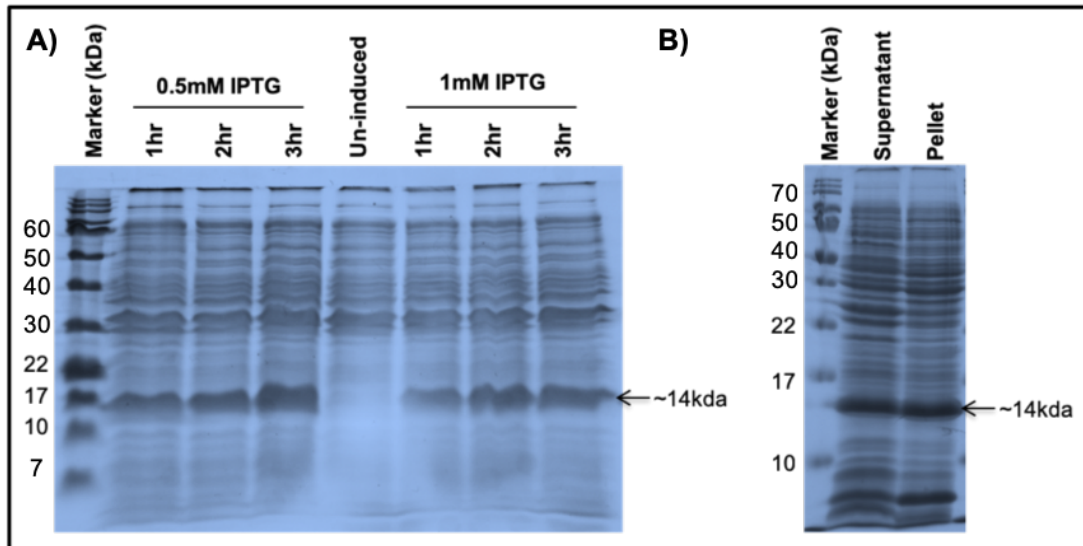 A)
Marker (kDa)
0.5mM IPTG
1hr
2hr
3hr
Un-induced
1mM IPTG
1hr
2hr
3hr
60
50
40
30
22
17
10
7
~14kda
B)
Marker (kDa)
Supernatant
Pellet
70
50
40
30
22
17
10
~14kda